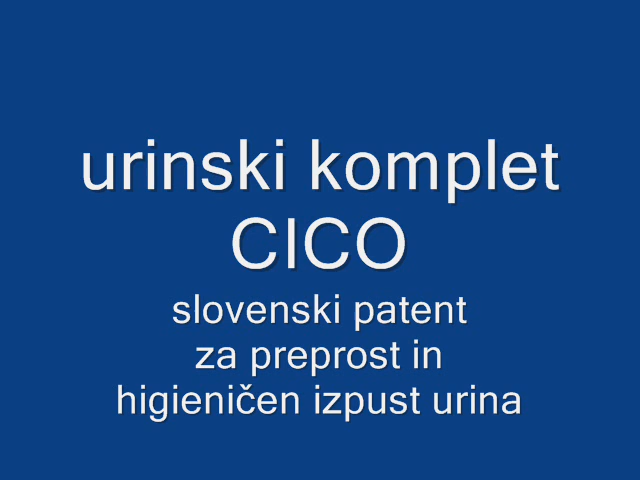 urinski komplet
CICO
slovenski patent
za preprost in
higieničen izpust urina